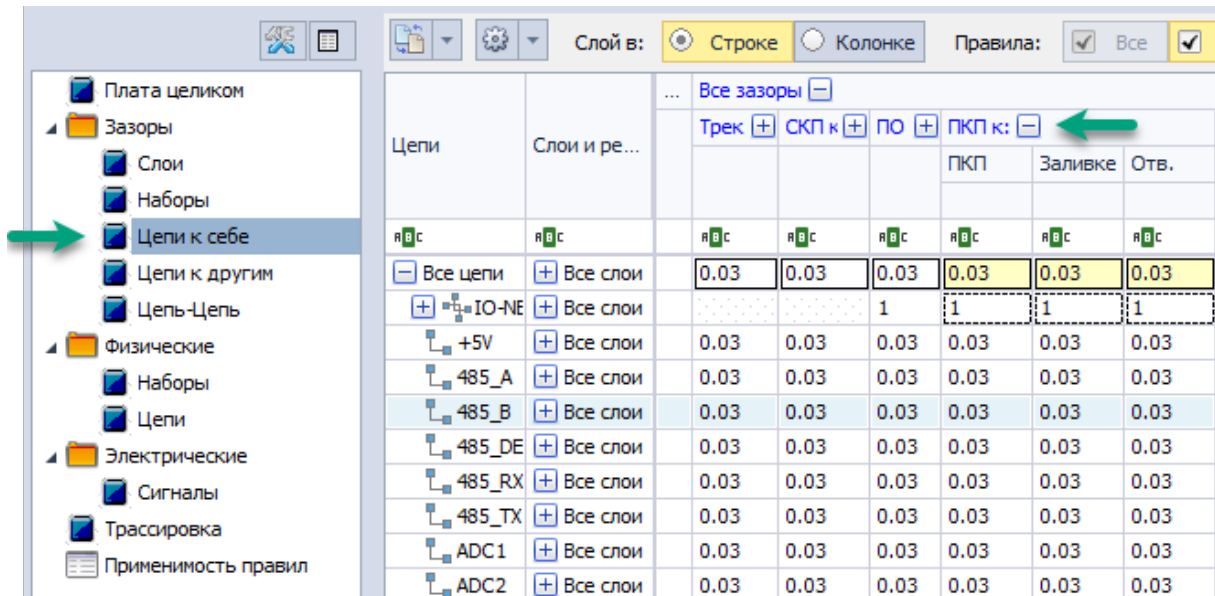 Слой в: Строке Колонке Правила: Все
Плата целиком
Зазоры
Слои
Наборы
Цепи к себе
Цепи к другим
Цепь-Цепь
Физические
Наборы
Цепи
Электрические
Сигналы
Трассировка
Применимость правил
Цепи Слои и ре... ... Все зазоры
Трек СКП к ПО ПКП к:
ПКП Заливке Отв.
ABC ABC ABC ABC ABC ABC ABC ABC
Все цепи Все слои 0.03 0.03 0.03 0.03 0.03 0.03
IO-NE Все слои 1 1 1 1
+5V Все слои 0.03 0.03 0.03 0.03 0.03 0.03
485_A Все слои 0.03 0.03 0.03 0.03 0.03 0.03
485_B Все слои 0.03 0.03 0.03 0.03 0.03 0.03
485_DE Все слои 0.03 0.03 0.03 0.03 0.03 0.03
485_RX Все слои 0.03 0.03 0.03 0.03 0.03 0.03
485_TX Все слои 0.03 0.03 0.03 0.03 0.03 0.03
ADC1 Все слои 0.03 0.03 0.03 0.03 0.03 0.03
ADC2 Все слои 0.03 0.03 0.03 0.03 0.03 0.03